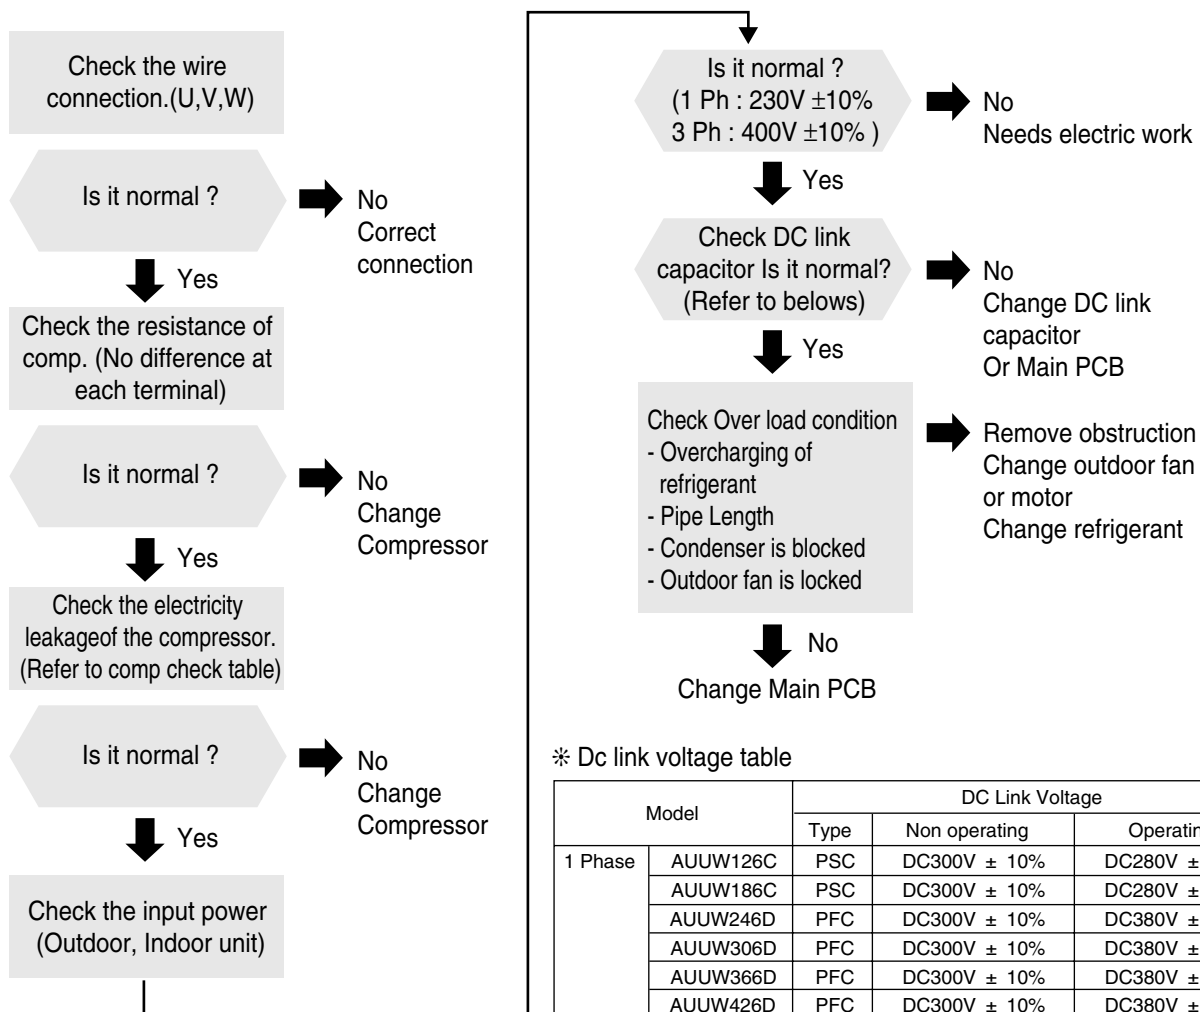 Check the wire
connection.(U,V,W)
Is it normal ?
No
Correct
connection
Yes
Check the resistance of
comp. (No difference at
each terminal)
Is it normal ?
No
Change
Compressor
Yes
Check the electricity
leakageof the compressor.
(Refer to comp check table)
Is it normal ?
No
Change
Compressor
Yes
Check the input power
(Outdoor, Indoor unit)
Is it normal ?
(1 Ph : 230V ±10%
3 Ph : 400V ±10% )
No
Needs electric work
Yes
Check DC link
capacitor Is it normal?
(Refer to belows)
No
Change DC link
capacitor
Or Main PCB
Yes
Check Over load condition
- Overcharging of
refrigerant
- Pipe Length
- Condenser is blocked
- Outdoor fan is locked
Remove obstruction
Change outdoor fan
or motor
Change refrigerant
No
Change Main PCB
※ Dc link voltage table
Model DC Link Voltage
Type Non operating
1 Phase AUUW126C PSC DC300V ± 10% DC280V ±
AUUW186C PSC DC300V ± 10% DC280V ±
AUUW246D PFC DC300V ± 10% DC380V ±
AUUW306D PFC DC300V ± 10% DC380V ±
AUUW366D PFC DC300V ± 10% DC380V ±
AUUW426D PFC DC300V ± 10% DC380V ±